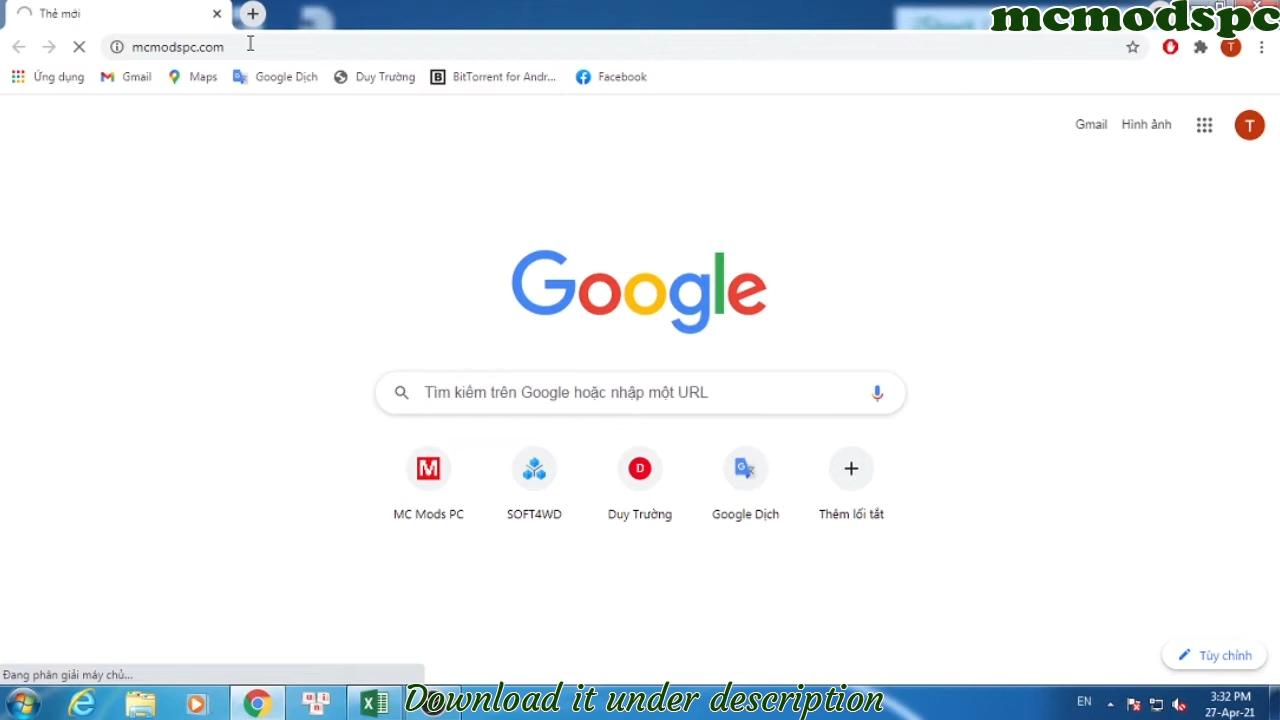 Thẻ mới
mcmodspc
mcmodspc.com
T
Ứng dụng Gmail Maps Google Dịch Duy Trường BitTorrent for Andr... Facebook
Gmail Hình ảnh T
Google
Tìm kiếm trên Google hoặc nhập một URL
D
MC Mods PC SOFT4WD Duy Trường Google Dịch Thêm lối tắt
Tùy chỉnh
Đang phân giải máy chủ...
Download it under description
EN 3:32 PM
27-Apr-21